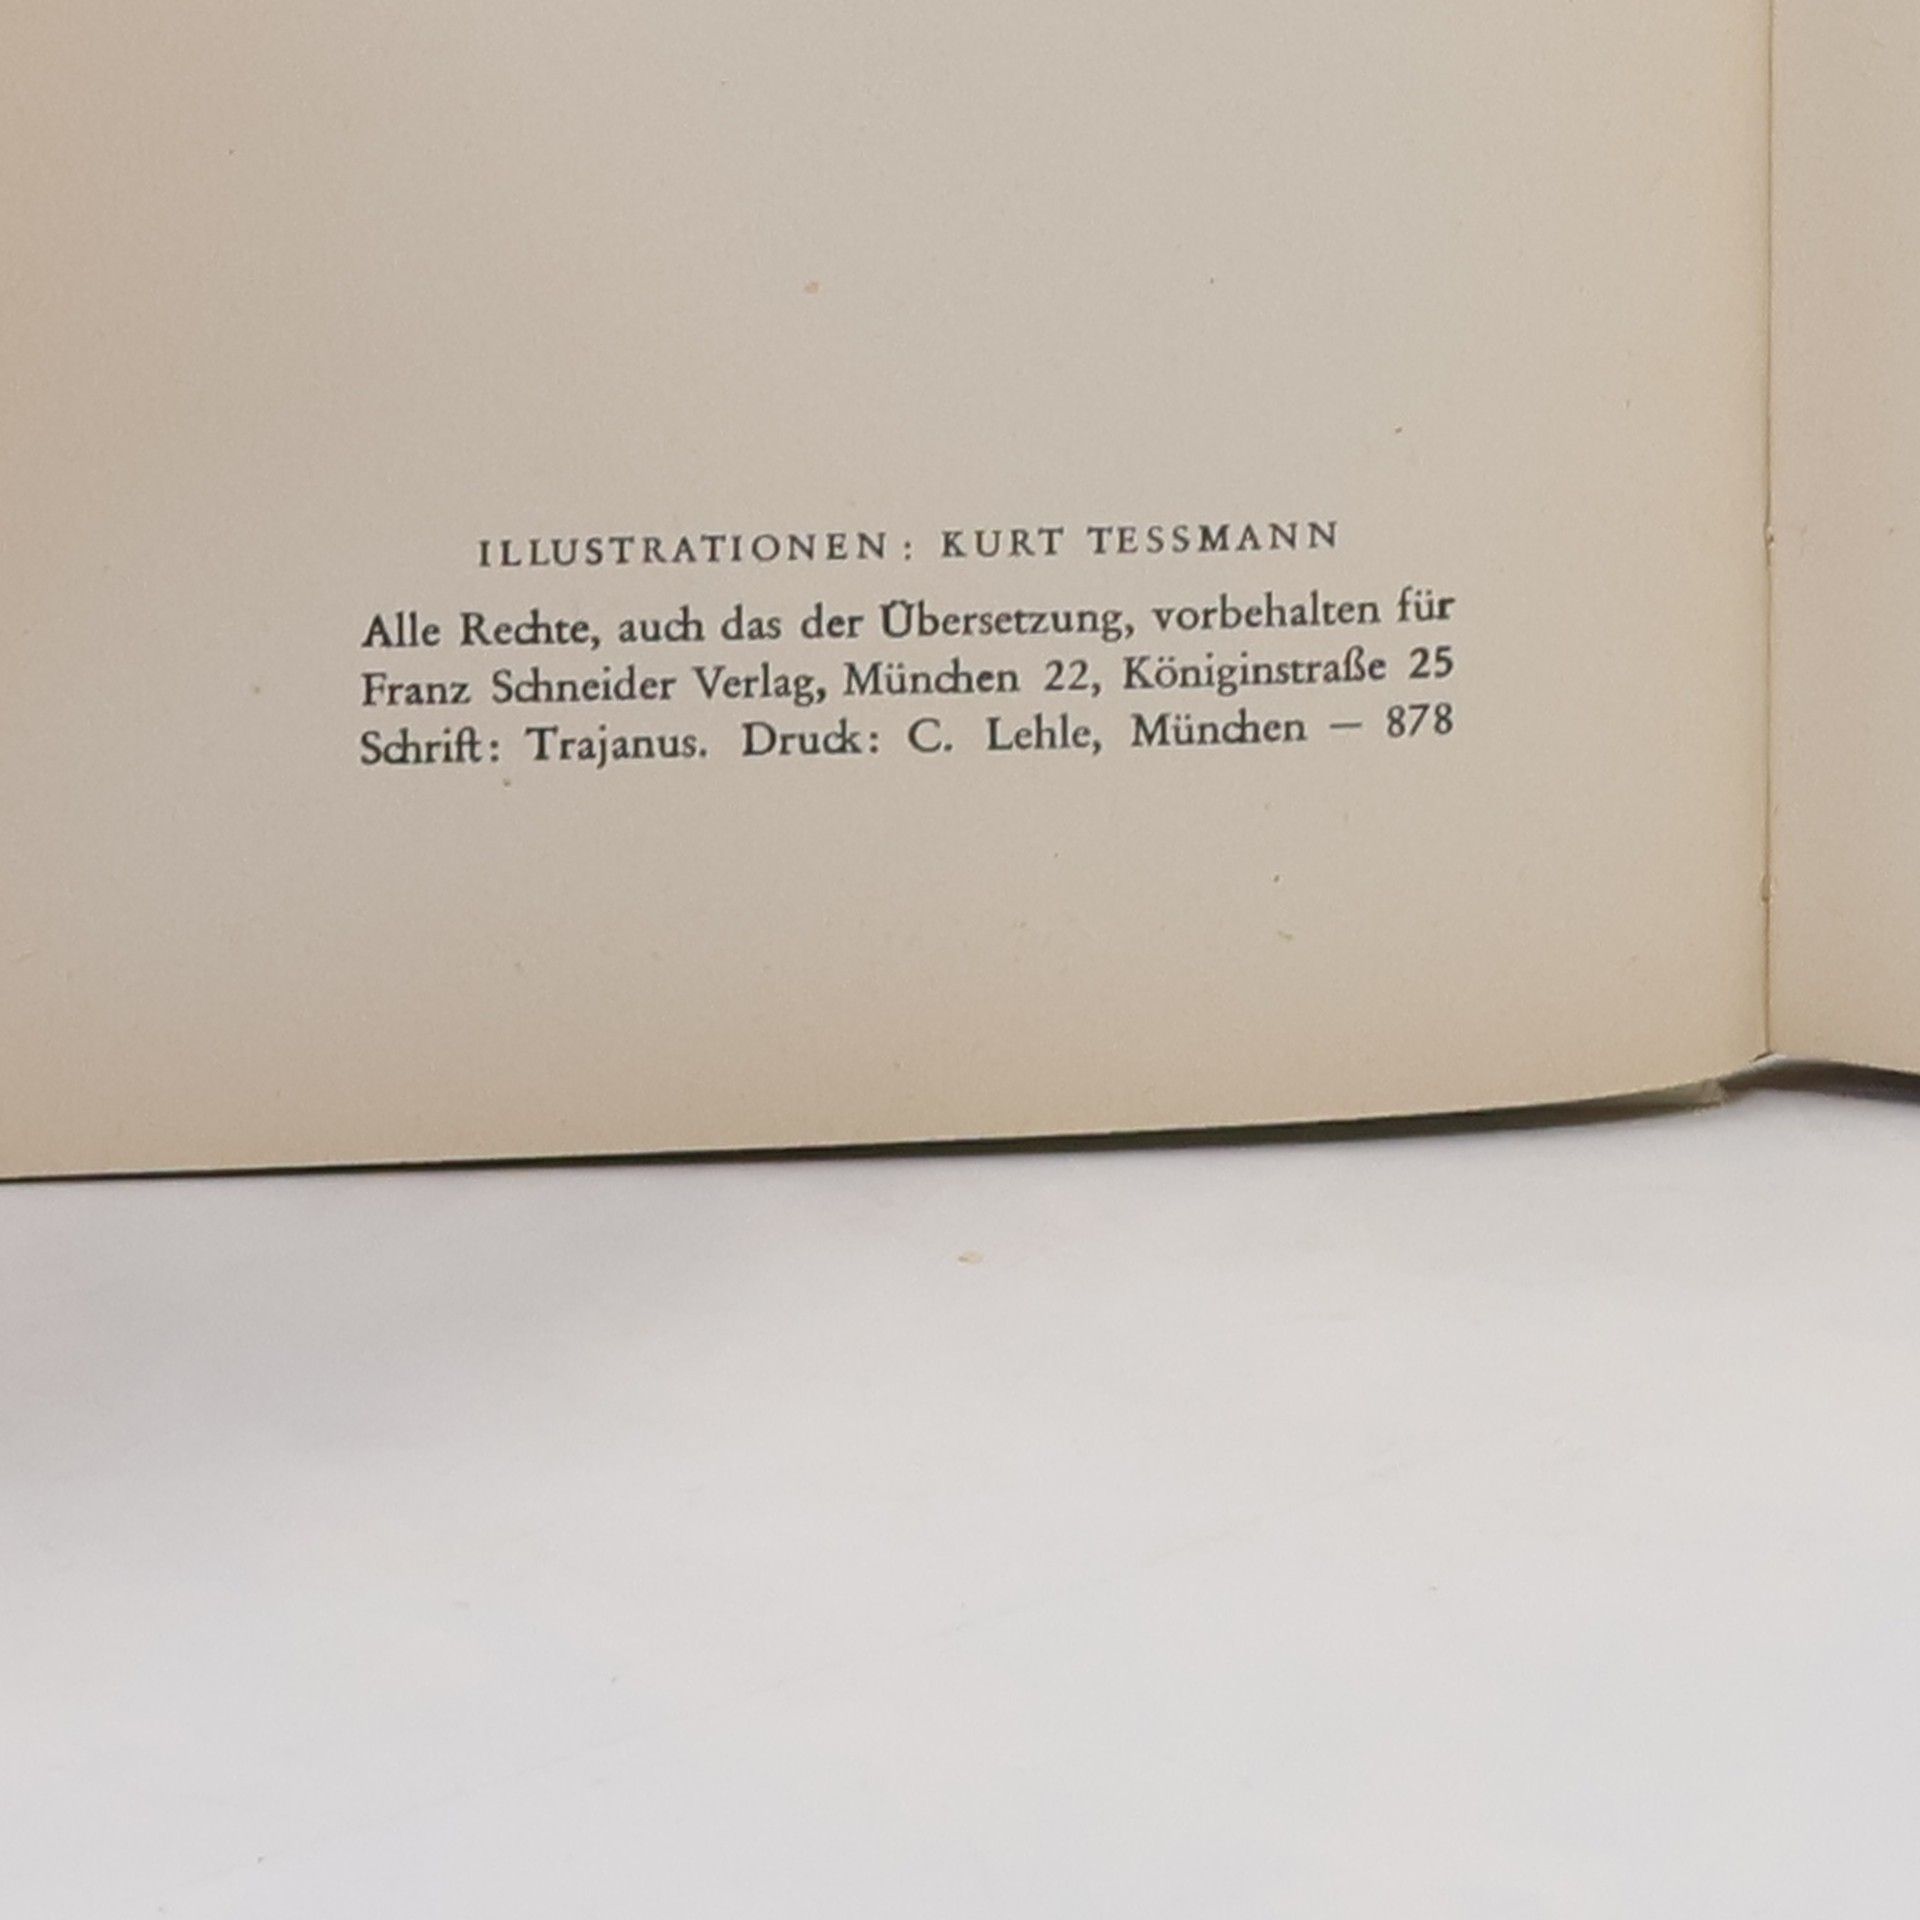 ILLUSTRATIONEN: KURT TESSMANN
Alle Rechte, auch das der Übersetzung, vorbehalten für
Franz Schneider Verlag, München 22, Königinstraße 25
Schrift: Trajanus. Druck: C. Lehle, München — 878